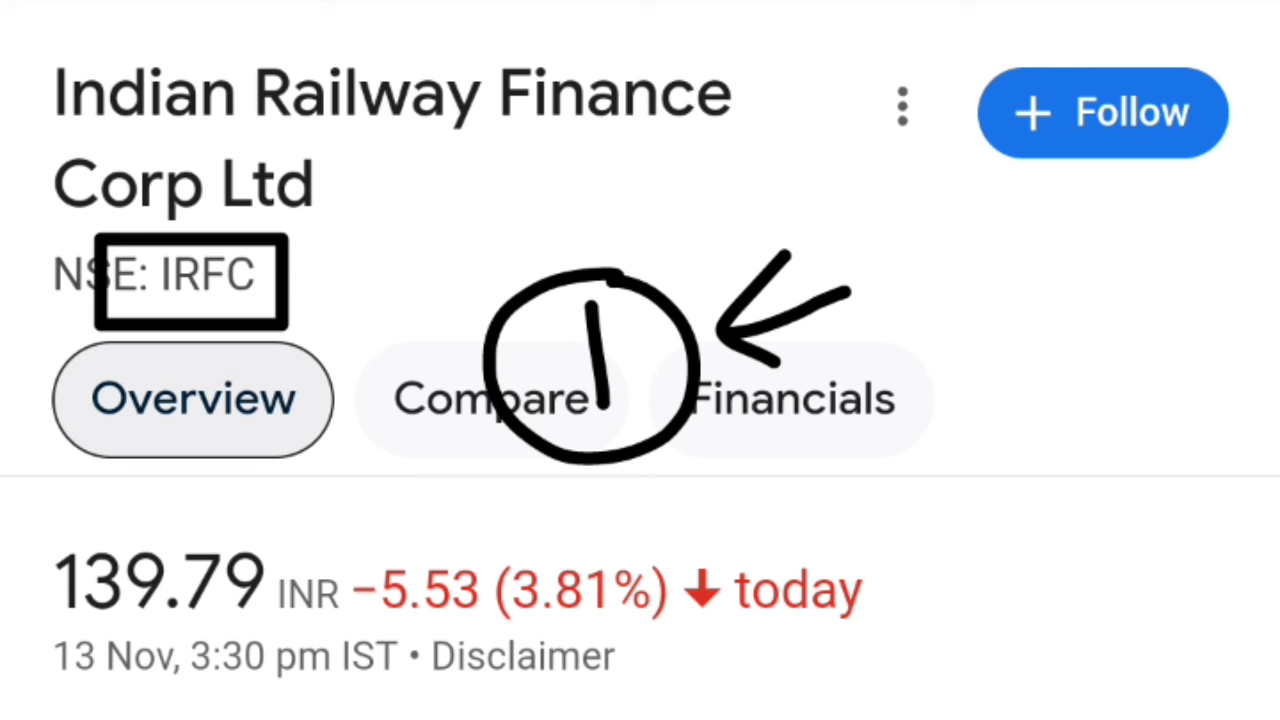 Indian Railway Finance
Corp Ltd
+ Follow
NSE: IRFC
1
Overview
Compare
Financials
139.79 INR −5.53 (3.81%) ↓ today
13 Nov, 3:30 pm IST • Disclaimer